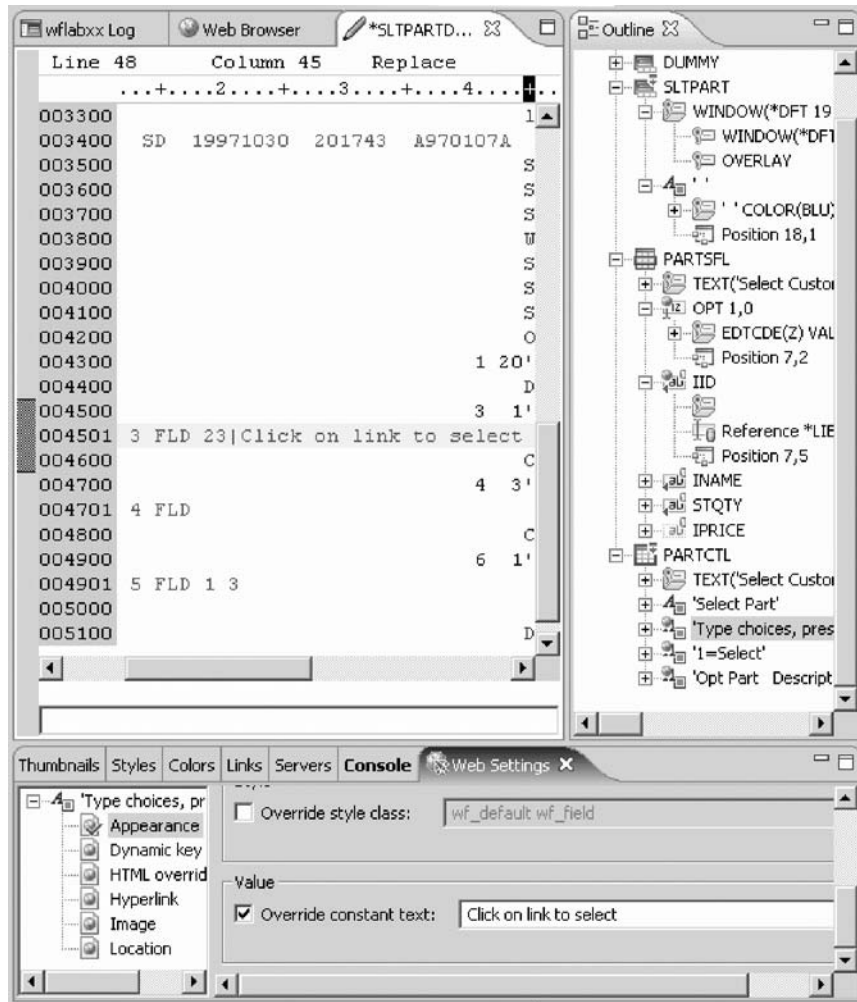 wflabxx Log
Web Browser
*SLTPARTD...
Line 48 Column 45 Replace
...+....2....+....3....+....4....+..
003300 1
003400 SD 19971030 201743 A970107A
003500 S
003600 S
003700 S
003800 W
003900 S
004000 S
004100 S
004200 O
004300 1 20'
004400 D
004500 3 1'
004501 3 FLD 23|Click on link to select
004600 C
004700 4 3'
004701 4 FLD
004800 C
004900 6 1'
004901 5 FLD 1 3
005000
005100 D
Outline
DUMMY
SLTPART
WINDOW(*DFT 19
WINDOW(*DFT
OVERLAY
' '
' ' COLOR(BLU)
Position 18,1
PARTSFL
TEXT('Select Custor
OPT 1,0
EDTCDE(Z) VAL
Position 7,2
IID
Reference *LIB
Position 7,5
INAME
STQTY
IPRICE
PARTCTL
TEXT('Select Custor
'Select Part'
'Type choices, pres
'1=Select'
'Opt Part Descript
Thumbnails Styles Colors Links Servers Console Web Settings
'Type choices, pr
Appearance
Dynamic key
HTML overrid
Hyperlink
Image
Location
Override style class: wf_default wf_field
Value
Override constant text: Click on link to select